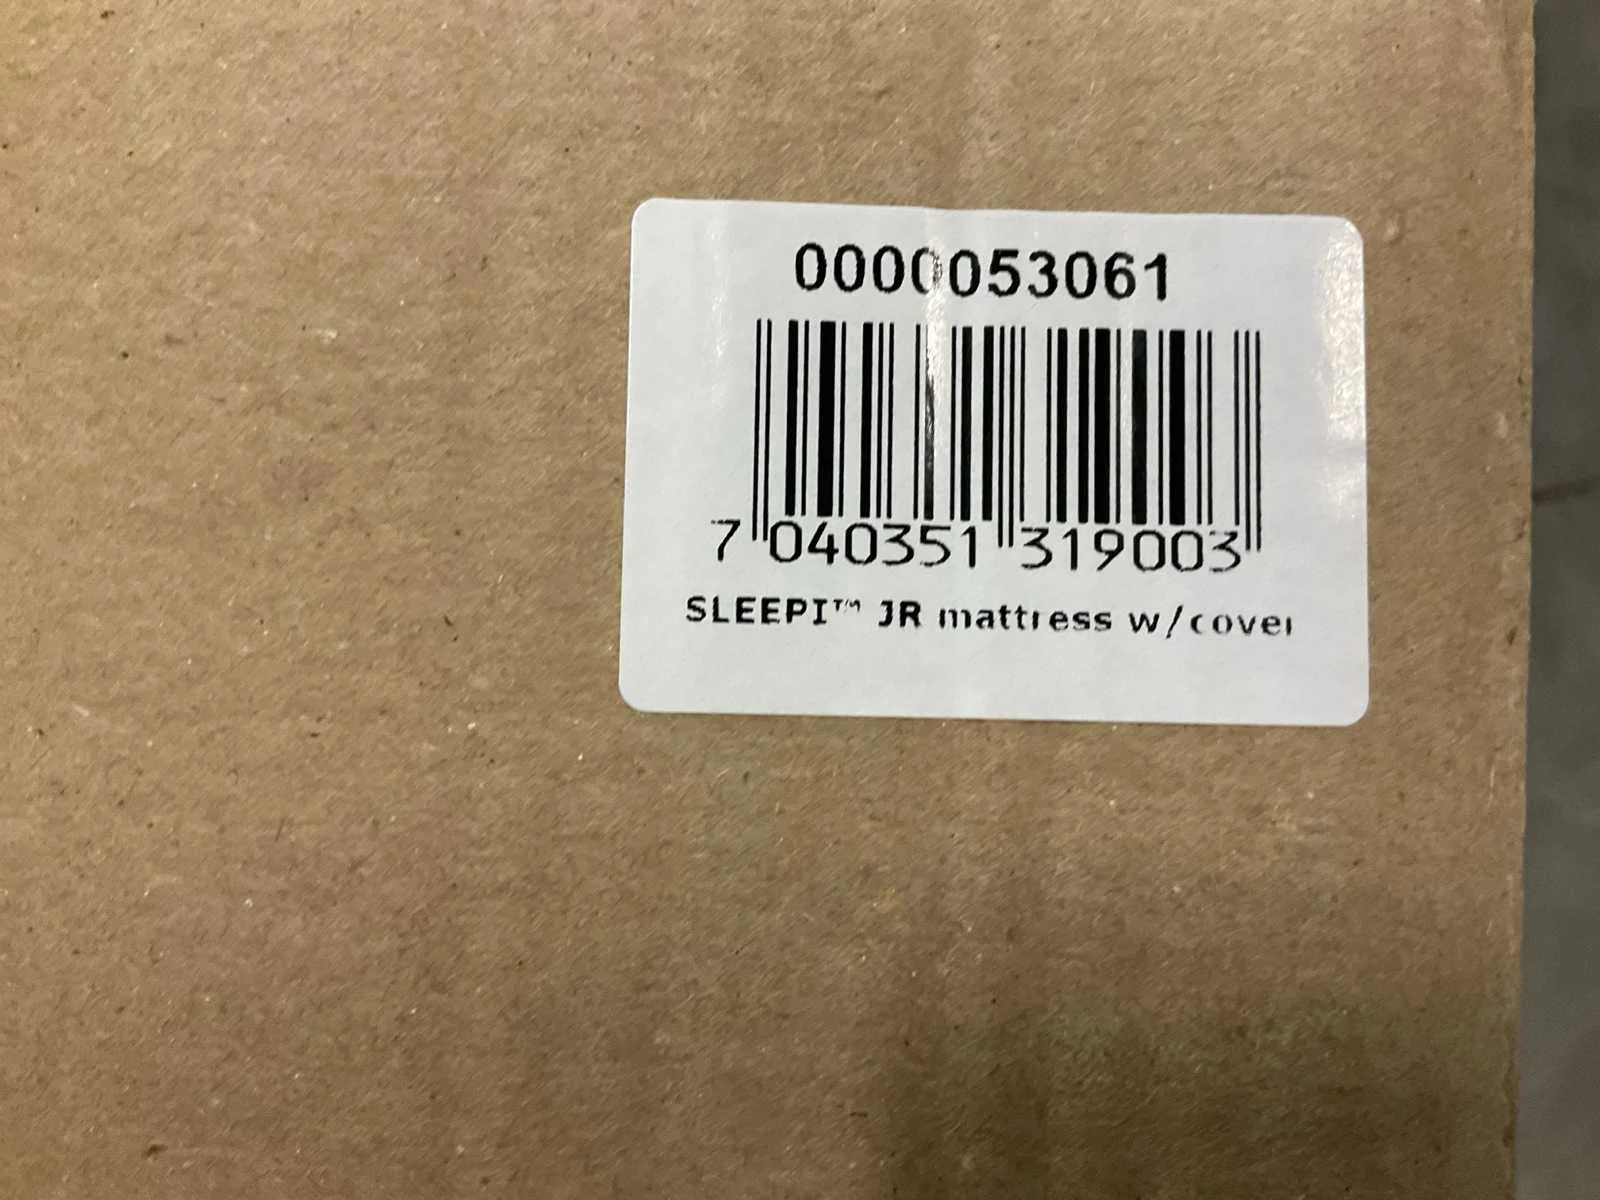 0000053061
7 040351 319003
SLEEPI™ JR mattress w/cover